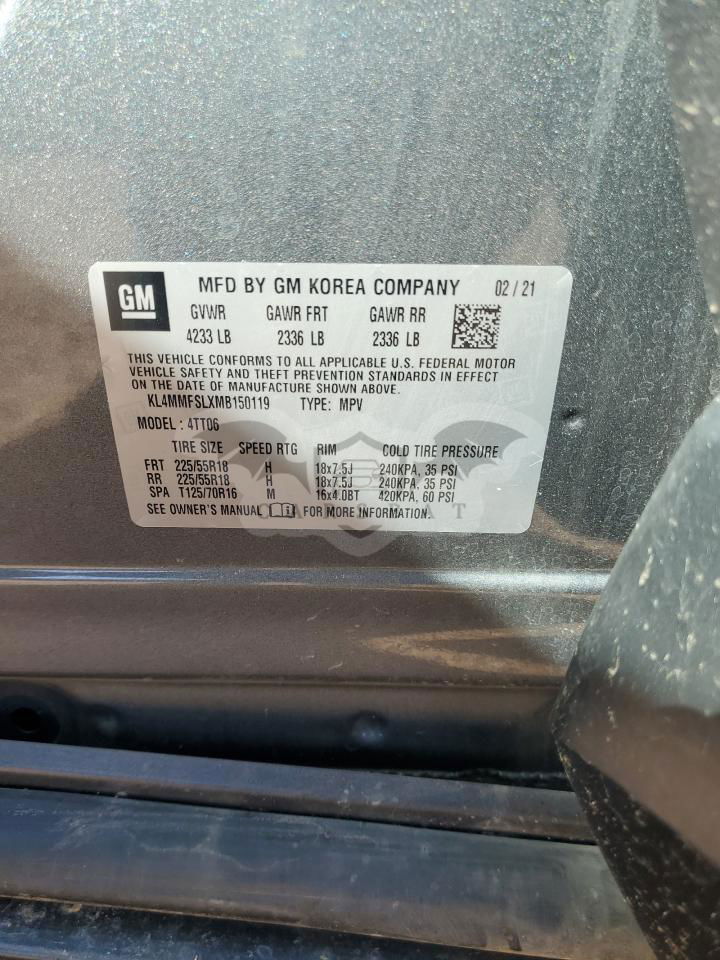 GM MFD BY GM KOREA COMPANY 02 / 21
GVWR GAWR FRT GAWR RR
4233 LB 2336 LB 2336 LB
THIS VEHICLE CONFORMS TO ALL APPLICABLE U.S. FEDERAL MOTOR
VEHICLE SAFETY AND THEFT PREVENTION STANDARDS IN EFFECT
ON THE DATE OF MANUFACTURE SHOWN ABOVE.
KL4MMFSLXMB150119 TYPE: MPV
MODEL : 4TT06
TIRE SIZE SPEED RTG RIM COLD TIRE PRESSURE
FRT 225/55R18 H 18x7.5J 240KPA, 35 PSI
RR 225/55R18 H 18x7.5J 240KPA, 35 PSI
SPA T125/70R16 M 16x4.0BT 420KPA, 60 PSI
SEE OWNER'S MANUAL FOR MORE INFORMATION.